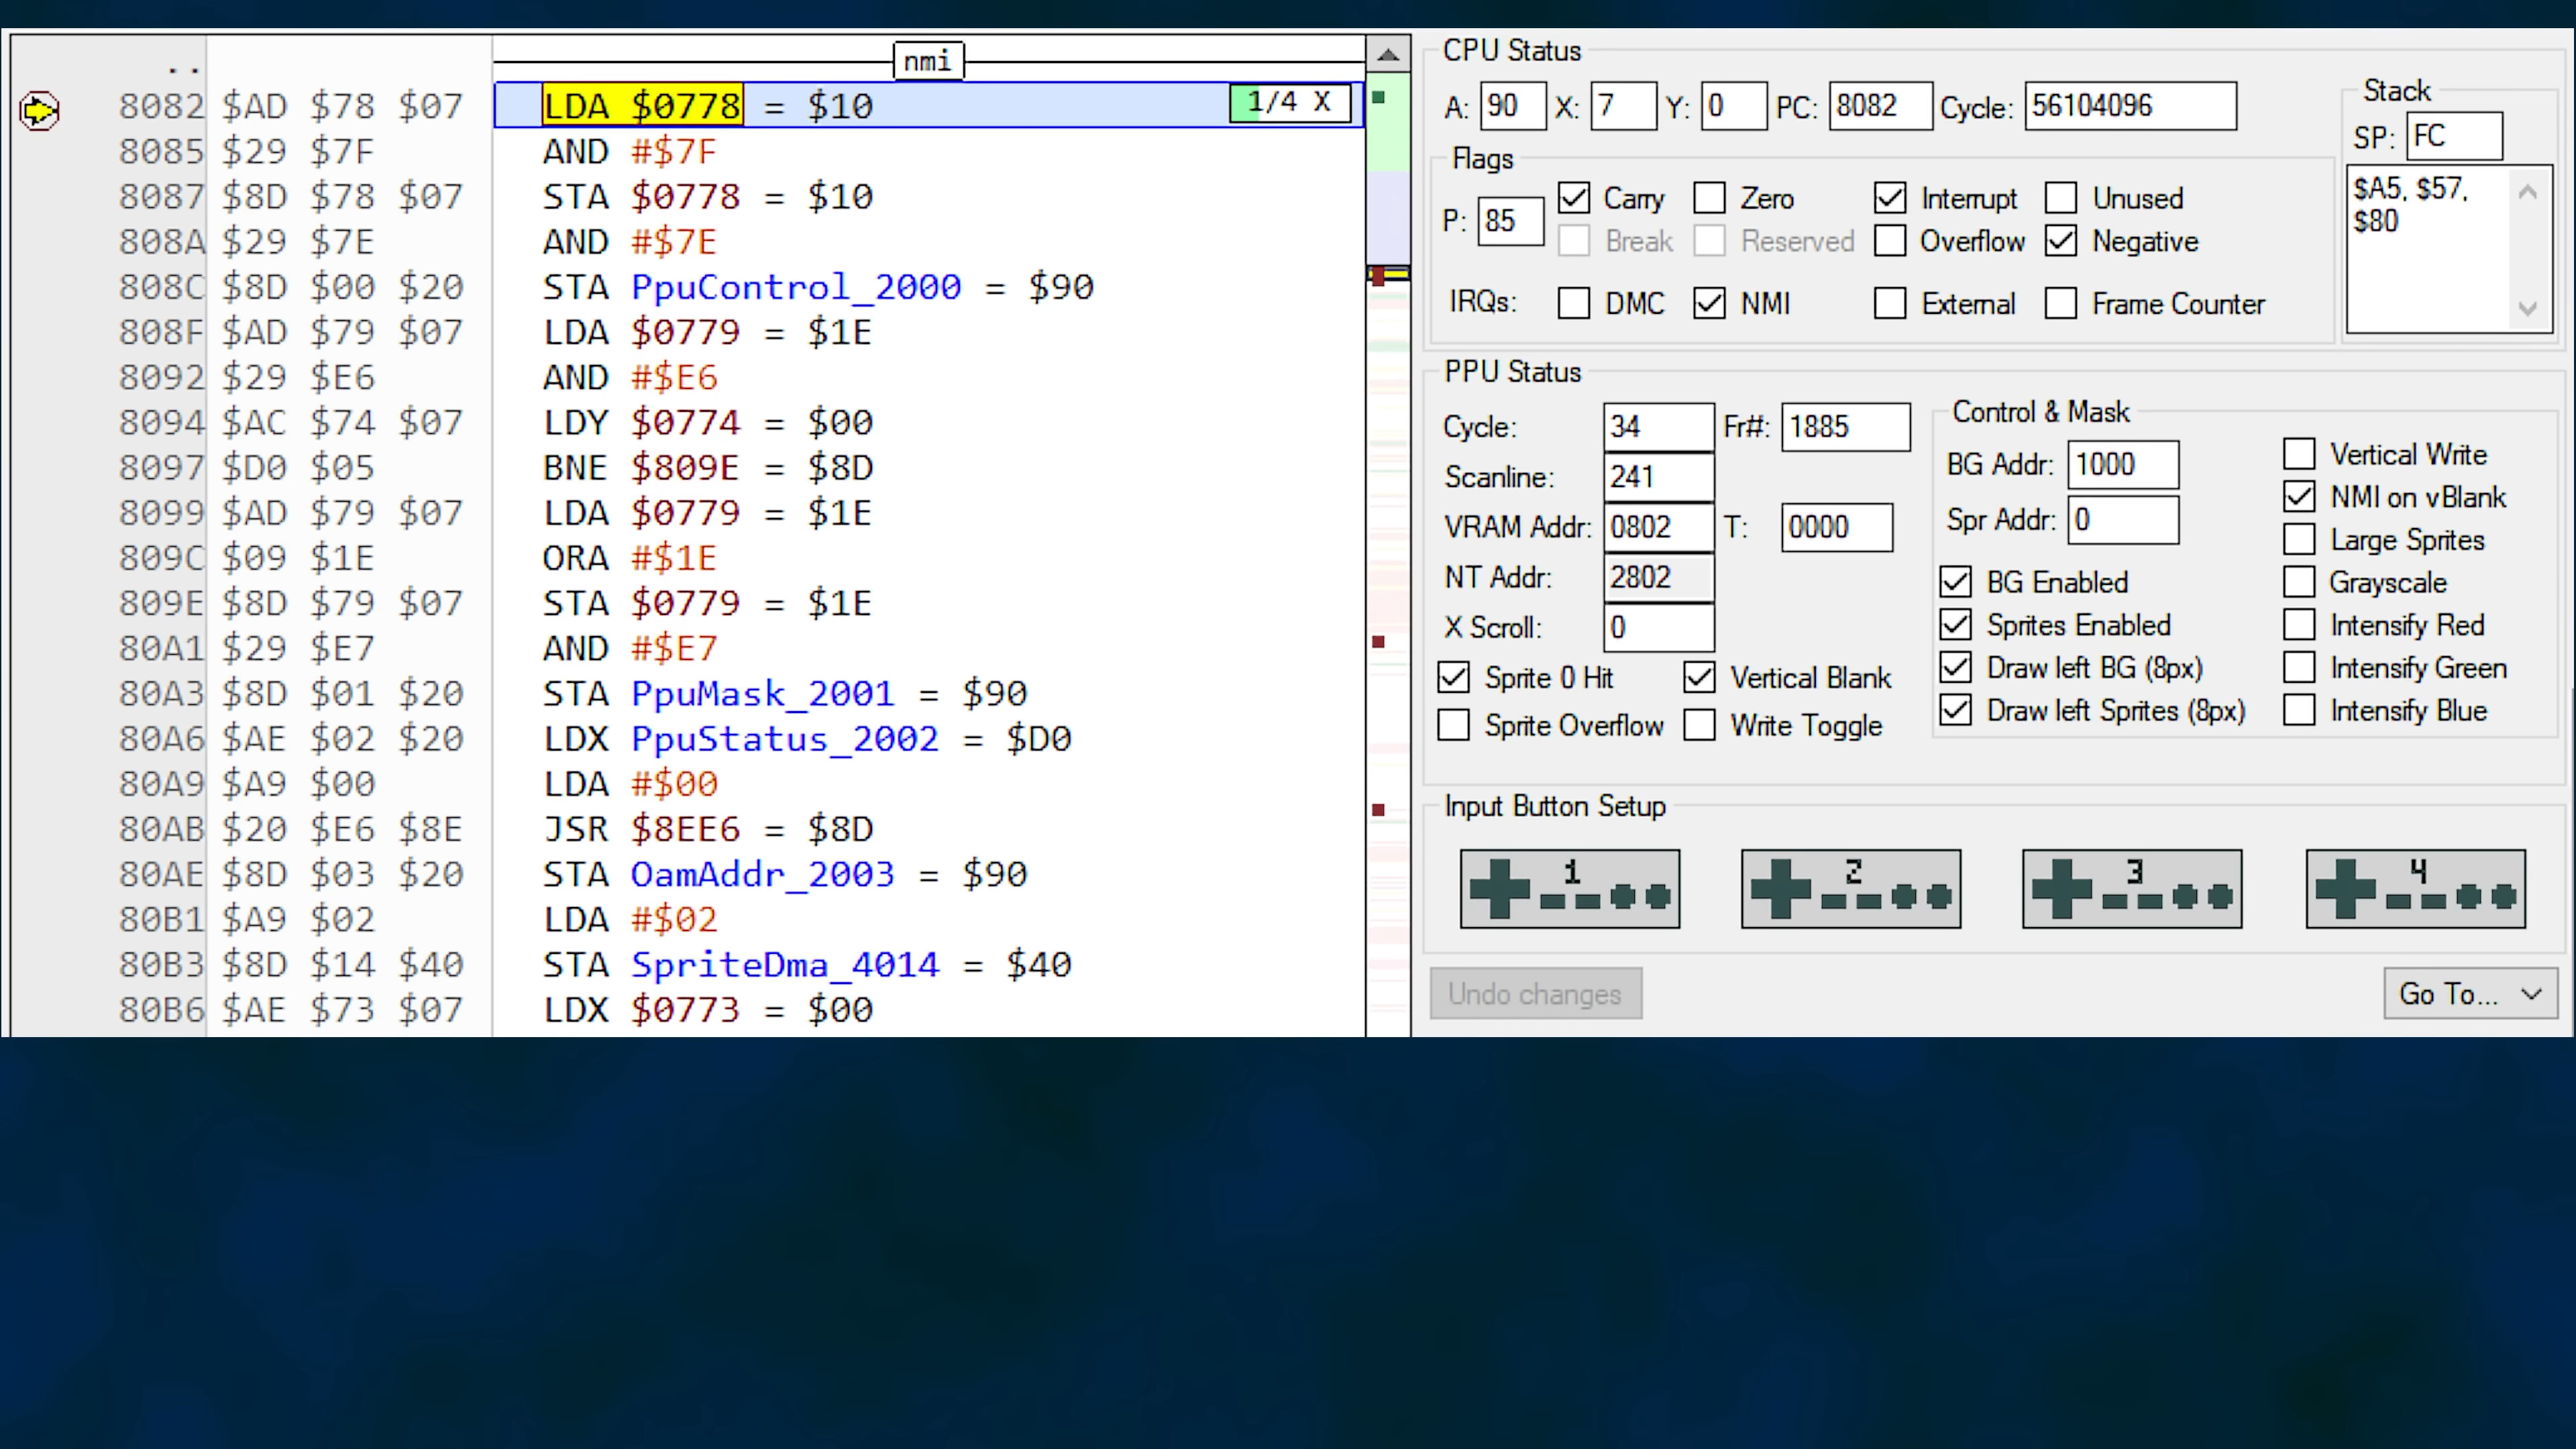 nmi
..
8082 $AD $78 $07 LDA $0778 = $10 1/4 X
8085 $29 $7F AND #$7F
8087 $8D $78 $07 STA $0778 = $10
808A $29 $7E AND #$7E
808C $8D $00 $20 STA PpuControl_2000 = $90
808F $AD $79 $07 LDA $0779 = $1E
8092 $29 $E6 AND #$E6
8094 $AC $74 $07 LDY $0774 = $00
8097 $D0 $05 BNE $809E = $8D
8099 $AD $79 $07 LDA $0779 = $1E
809C $09 $1E ORA #$1E
809E $8D $79 $07 STA $0779 = $1E
80A1 $29 $E7 AND #$E7
80A3 $8D $01 $20 STA PpuMask_2001 = $90
80A6 $AE $02 $20 LDX PpuStatus_2002 = $D0
80A9 $A9 $00 LDA #$00
80AB $20 $E6 $8E JSR $8EE6 = $8D
80AE $8D $03 $20 STA OamAddr_2003 = $90
80B1 $A9 $02 LDA #$02
80B3 $8D $14 $40 STA SpriteDma_4014 = $40
80B6 $AE $73 $07 LDX $0773 = $00
CPU Status
A: 90 X: 7 Y: 0 PC: 8082 Cycle: 56104096
Flags
P: 85
Carry Zero Interrupt Unused
Break Reserved Overflow Negative
IRQs: DMC NMI External Frame Counter
Stack
SP: FC
$A5, $57,
$80
PPU Status
Cycle: 34 Fr#: 1885
Scanline: 241
VRAM Addr: 0802 T: 0000
NT Addr: 2802
X Scroll: 0
Sprite 0 Hit Vertical Blank
Sprite Overflow Write Toggle
Control & Mask
BG Addr: 1000
Spr Addr: 0
BG Enabled
Sprites Enabled
Draw left BG (8px)
Draw left Sprites (8px)
Vertical Write
NMI on vBlank
Large Sprites
Grayscale
Intensify Red
Intensify Green
Intensify Blue
Input Button Setup
1 2 3 4
Undo changes
Go To...